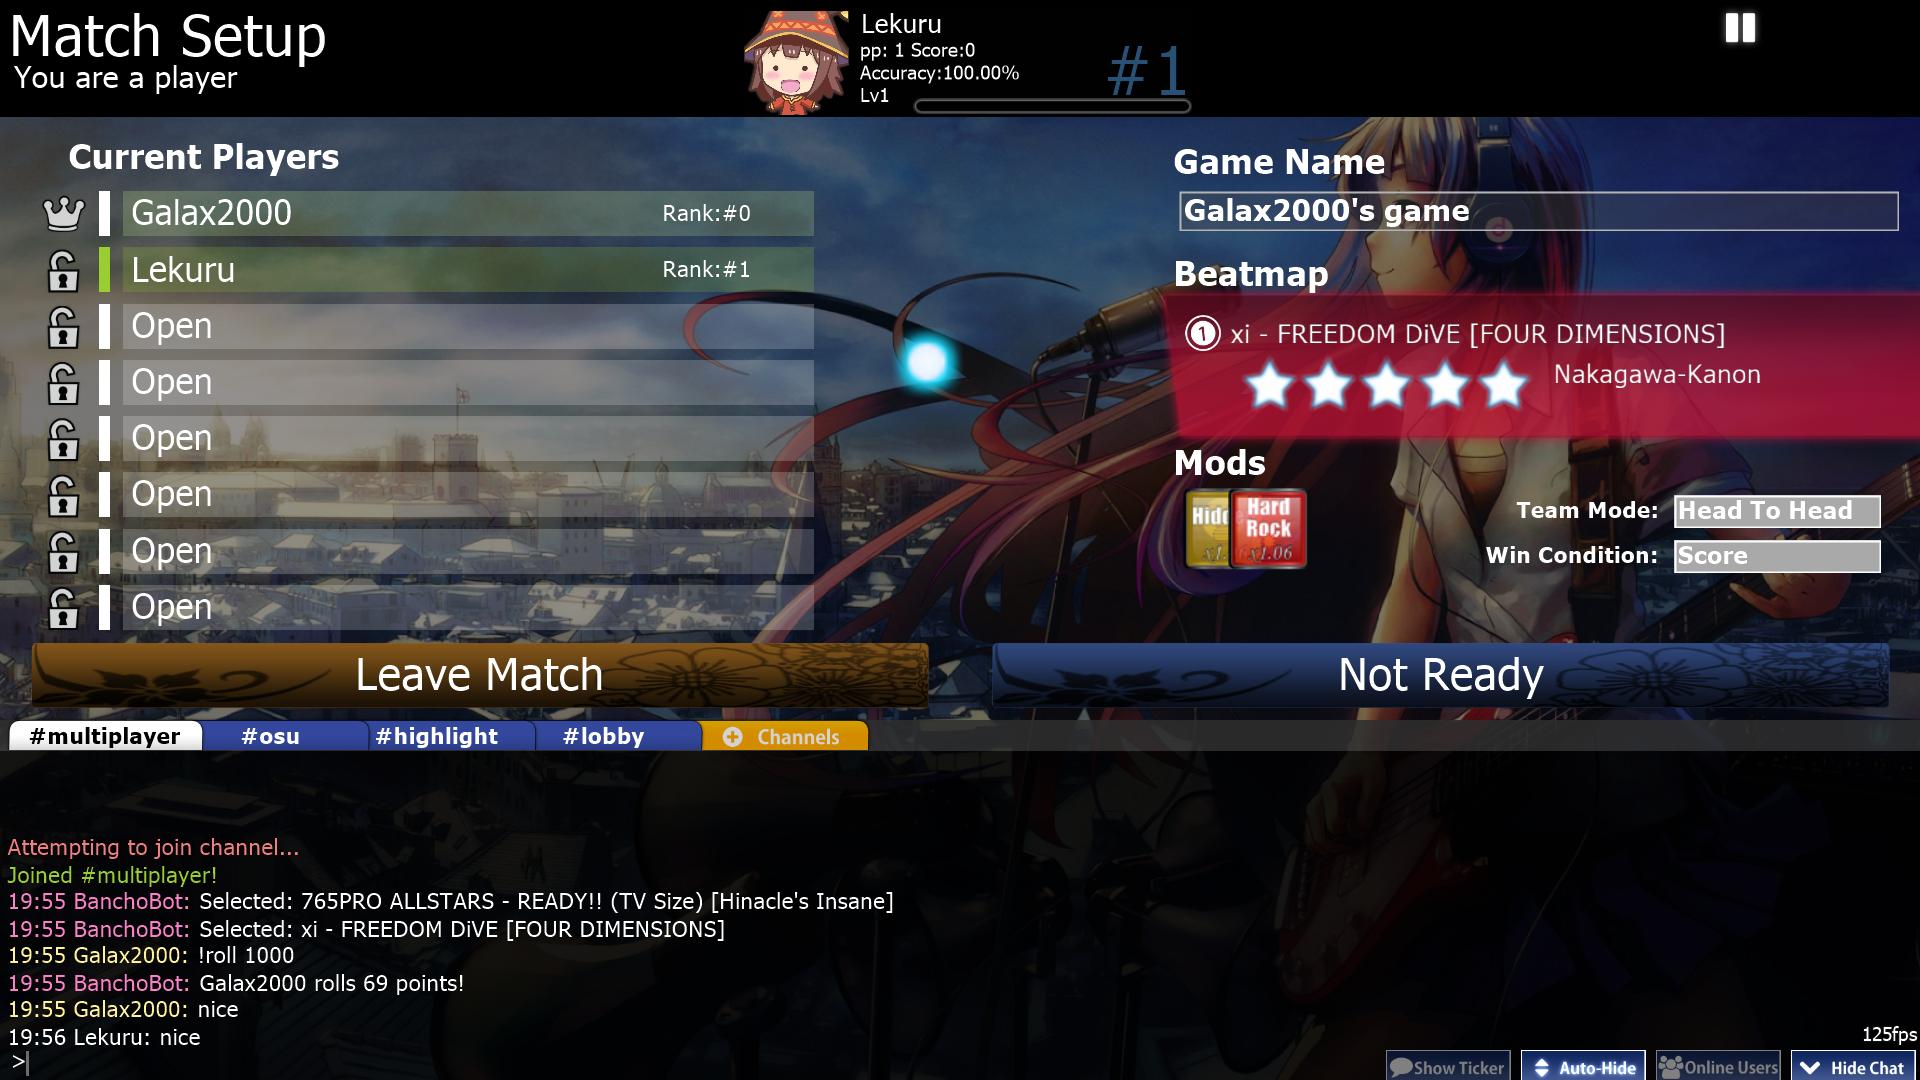 Match Setup
You are a player
Lekuru
pp: 1 Score:0
Accuracy:100.00%
Lv1
#1
Current Players
Galax2000 Rank:#0
Lekuru Rank:#1
Open
Open
Open
Open
Open
Open
Game Name
Galax2000's game
Beatmap
1 xi - FREEDOM DiVE [FOUR DIMENSIONS]
Nakagawa-Kanon
Mods
Hard
Rock
x1.06
Team Mode: Head To Head
Win Condition: Score
Leave Match
Not Ready
#multiplayer #osu #highlight #lobby Channels
Attempting to join channel...
Joined #multiplayer!
19:55 BanchoBot: Selected: 765PRO ALLSTARS - READY!! (TV Size) [Hinacle's Insane]
19:55 BanchoBot: Selected: xi - FREEDOM DiVE [FOUR DIMENSIONS]
19:55 Galax2000: !roll 1000
19:55 BanchoBot: Galax2000 rolls 69 points!
19:55 Galax2000: nice
19:56 Lekuru: nice
>
125fps
Show Ticker Auto-Hide Online Users Hide Chat